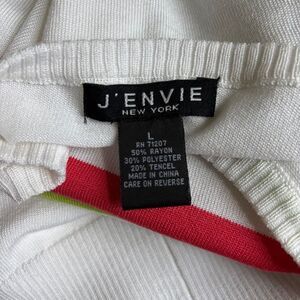 J'ENVIE
NEW YORK
L
RN 71207
50% RAYON
30% POLYESTER
20% TENCEL
MADE IN CHINA
CARE ON REVERSE